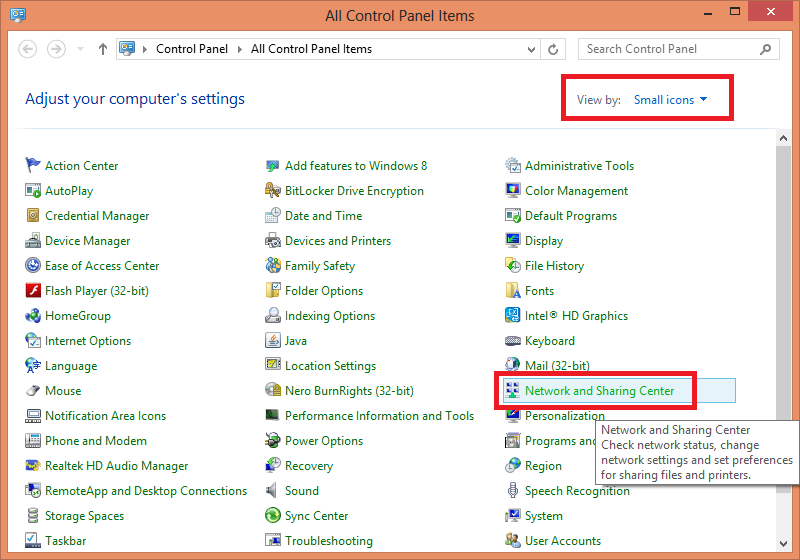 All Control Panel Items
Control Panel
All Control Panel Items
Search Control Panel
Adjust your computer's settings
View by: Small icons
Action Center
Add features to Windows 8
Administrative Tools
AutoPlay
BitLocker Drive Encryption
Color Management
Credential Manager
Date and Time
Default Programs
Device Manager
Devices and Printers
Display
Ease of Access Center
Family Safety
File History
Flash Player (32-bit)
Folder Options
Fonts
HomeGroup
Indexing Options
Intel® HD Graphics
Internet Options
Java
Keyboard
Language
Location Settings
Mail (32-bit)
Mouse
Nero BurnRights (32-bit)
Network and Sharing Center
Notification Area Icons
Performance Information and Tools
Personalization
Phone and Modem
Power Options
Programs and
Realtek HD Audio Manager
Recovery
Region
RemoteApp and Desktop Connections
Sound
Speech Recognition
Storage Spaces
Sync Center
System
Taskbar
Troubleshooting
User Accounts
Network and Sharing Center
Check network status, change
network settings and set preferences
for sharing files and printers.